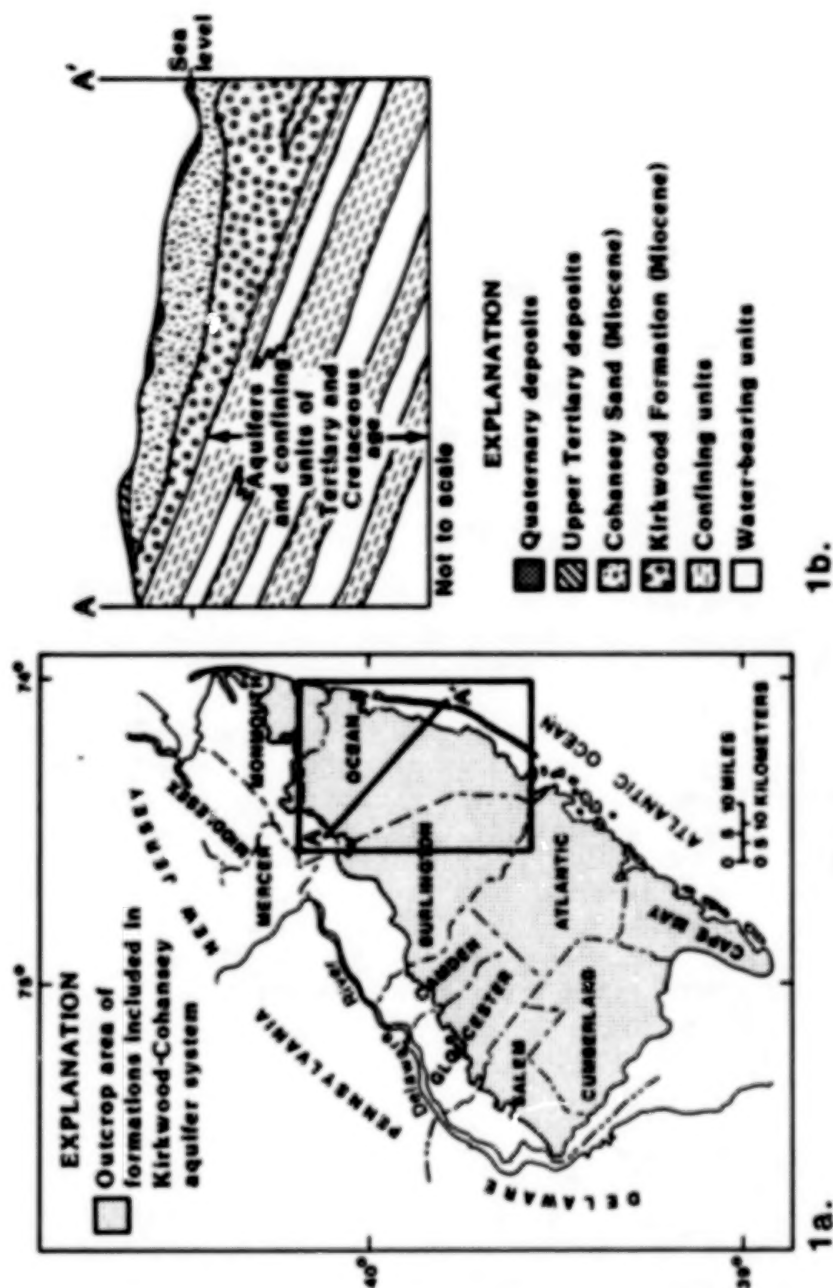 75°
74°
EXPLANATION
Outcrop area of
formations included in
Kirkwood-Cohansey
aquifer system
NEW JERSEY
PENNSYLVANIA
Delaware
River
MIDDLESEX
MERCER
MONMOUTH
A
OCEAN
A'
40°
BURLINGTON
CAMDEN
GLOUCESTER
SALEM
ATLANTIC
CUMBERLAND
CAPE MAY
DELAWARE
ATLANTIC OCEAN
0 5 10 MILES
0 5 10 KILOMETERS
39°
1a.
A
A'
Sea
level
Aquifers
and confining
units of
Tertiary and
Cretaceous
age
Not to scale
EXPLANATION
Quaternary deposits
Upper Tertiary deposits
Cohansey Sand (Miocene)
Kirkwood Formation (Miocene)
Confining units
Water-bearing units
1b.